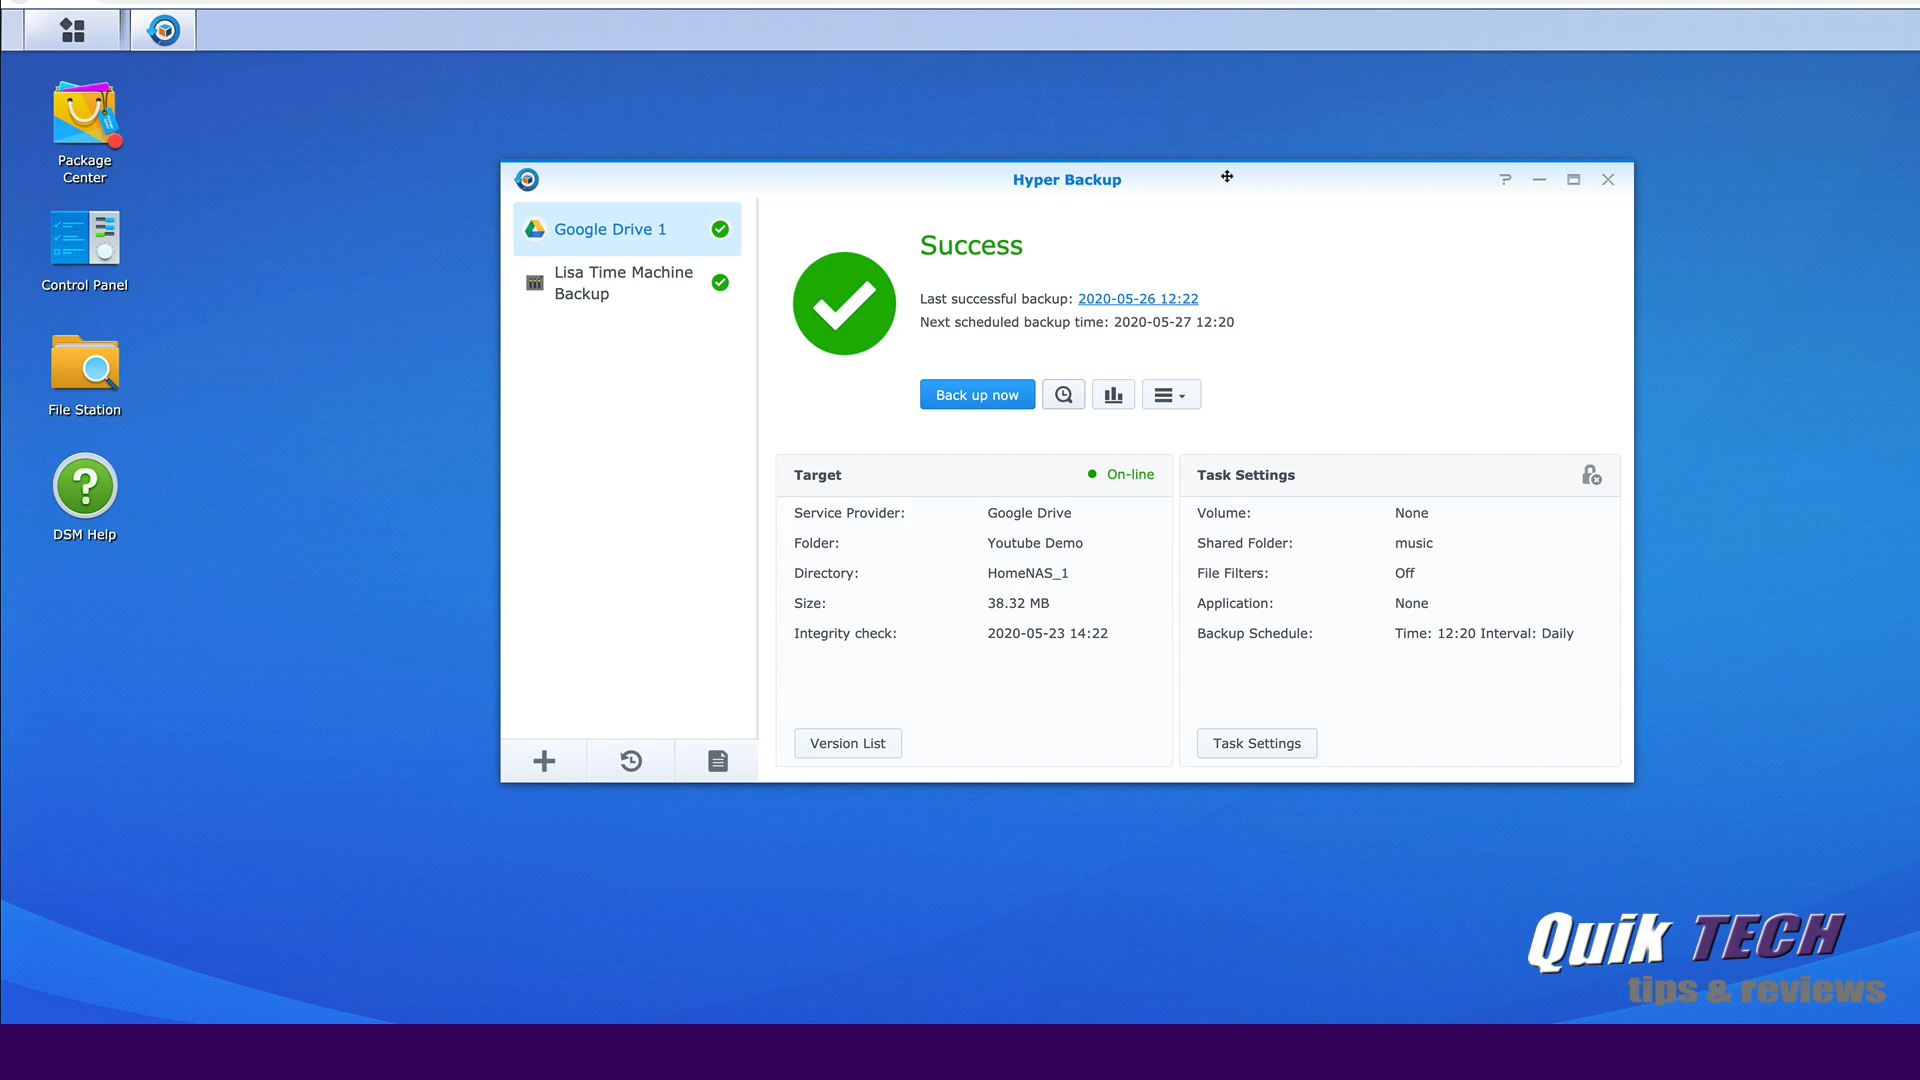 Package
Center
Control Panel
File Station
DSM Help
Hyper Backup
Google Drive 1
Lisa Time Machine
Backup
Success
Last successful backup: 2020-05-26 12:22
Next scheduled backup time: 2020-05-27 12:20
Back up now
Target
On-line
Service Provider: Google Drive
Folder: Youtube Demo
Directory: HomeNAS_1
Size: 38.32 MB
Integrity check: 2020-05-23 14:22
Version List
Task Settings
Volume: None
Shared Folder: music
File Filters: Off
Application: None
Backup Schedule: Time: 12:20 Interval: Daily
Task Settings
Quik TECH
tips & reviews